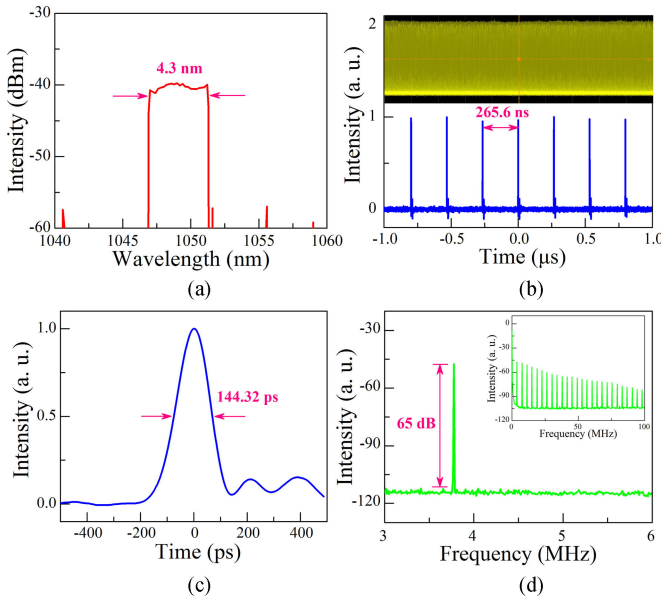 (a)
Intensity (dBm)
-30
-40
-50
-60
4.3 nm
1040
1045
1050
1055
1060
Wavelength (nm)
(a)
(b)
Intensity (a. u.)
2
1
0
265.6 ns
-1.0
-0.5
0.0
0.5
1.0
Time (μs)
(b)
(c)
Intensity (a. u.)
1.0
0.5
0.0
144.32 ps
-400
-200
0
200
400
Time (ps)
(c)
(d)
Intensity (a. u.)
-30
-60
-90
-120
65 dB
3
4
5
6
Frequency (MHz)
Intensity (a. u.)
0
-30
-60
-90
-120
0
50
100
Frequency (MHz)
(d)